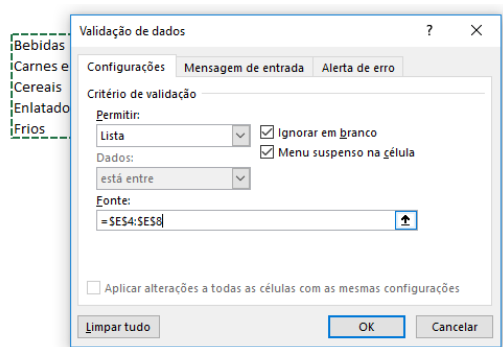 Bebidas
Carnes e
Cereais
Enlatado
Frios
Validação de dados ? ×
Configurações Mensagem de entrada Alerta de erro
Critério de validação
Permitir:
Lista Ignorar em branco
Dados: Menu suspenso na célula
está entre
Fonte:
=$E$4:$E$8
Aplicar alterações a todas as células com as mesmas configurações
Limpar tudo OK Cancelar